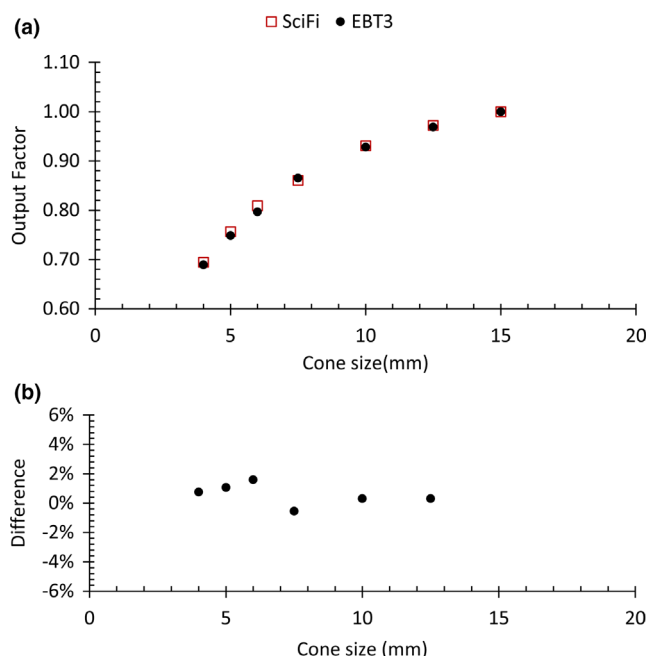 (a)
SciFi EBT3
1.10
1.00
0.90
0.80
0.70
0.60
Output Factor
0 5 10 15 20
Cone size(mm)
(b)
6%
4%
2%
0%
-2%
-4%
-6%
Difference
0 5 10 15 20
Cone size (mm)